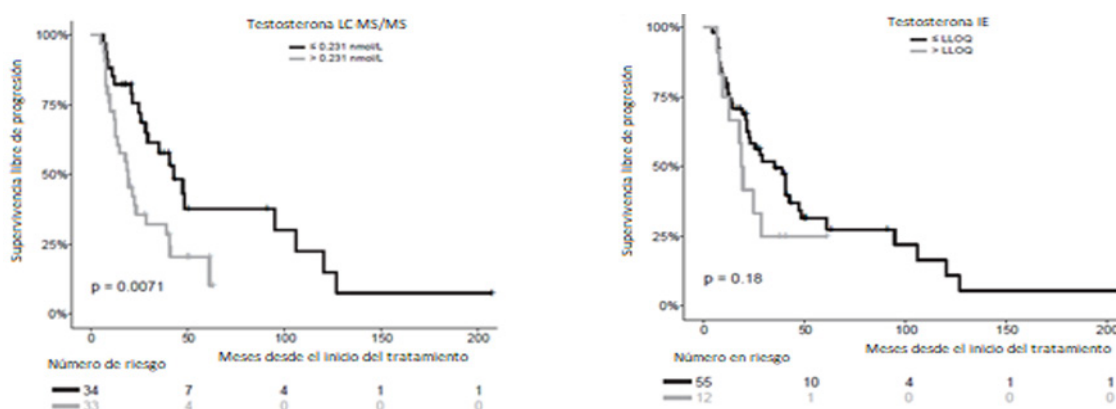 Testosterona LC-MS/MS
≤ 0.231 nmol/L
> 0.231 nmol/L
Supervivencia libre de progresión
100%
75%
50%
25%
0%
p = 0.0071
0 50 100 150 200
Número de riesgo
Meses desde el inicio del tratamiento
34 7 4 1 1
33 4 0 0 0
Testosterona IE
≤ LLOQ
> LLOQ
Supervivencia libre de progresión
100%
75%
50%
25%
0%
p = 0.18
0 50 100 150 200
Número en riesgo
Meses desde el inicio del tratamiento
55 10 4 1 1
12 1 0 0 0